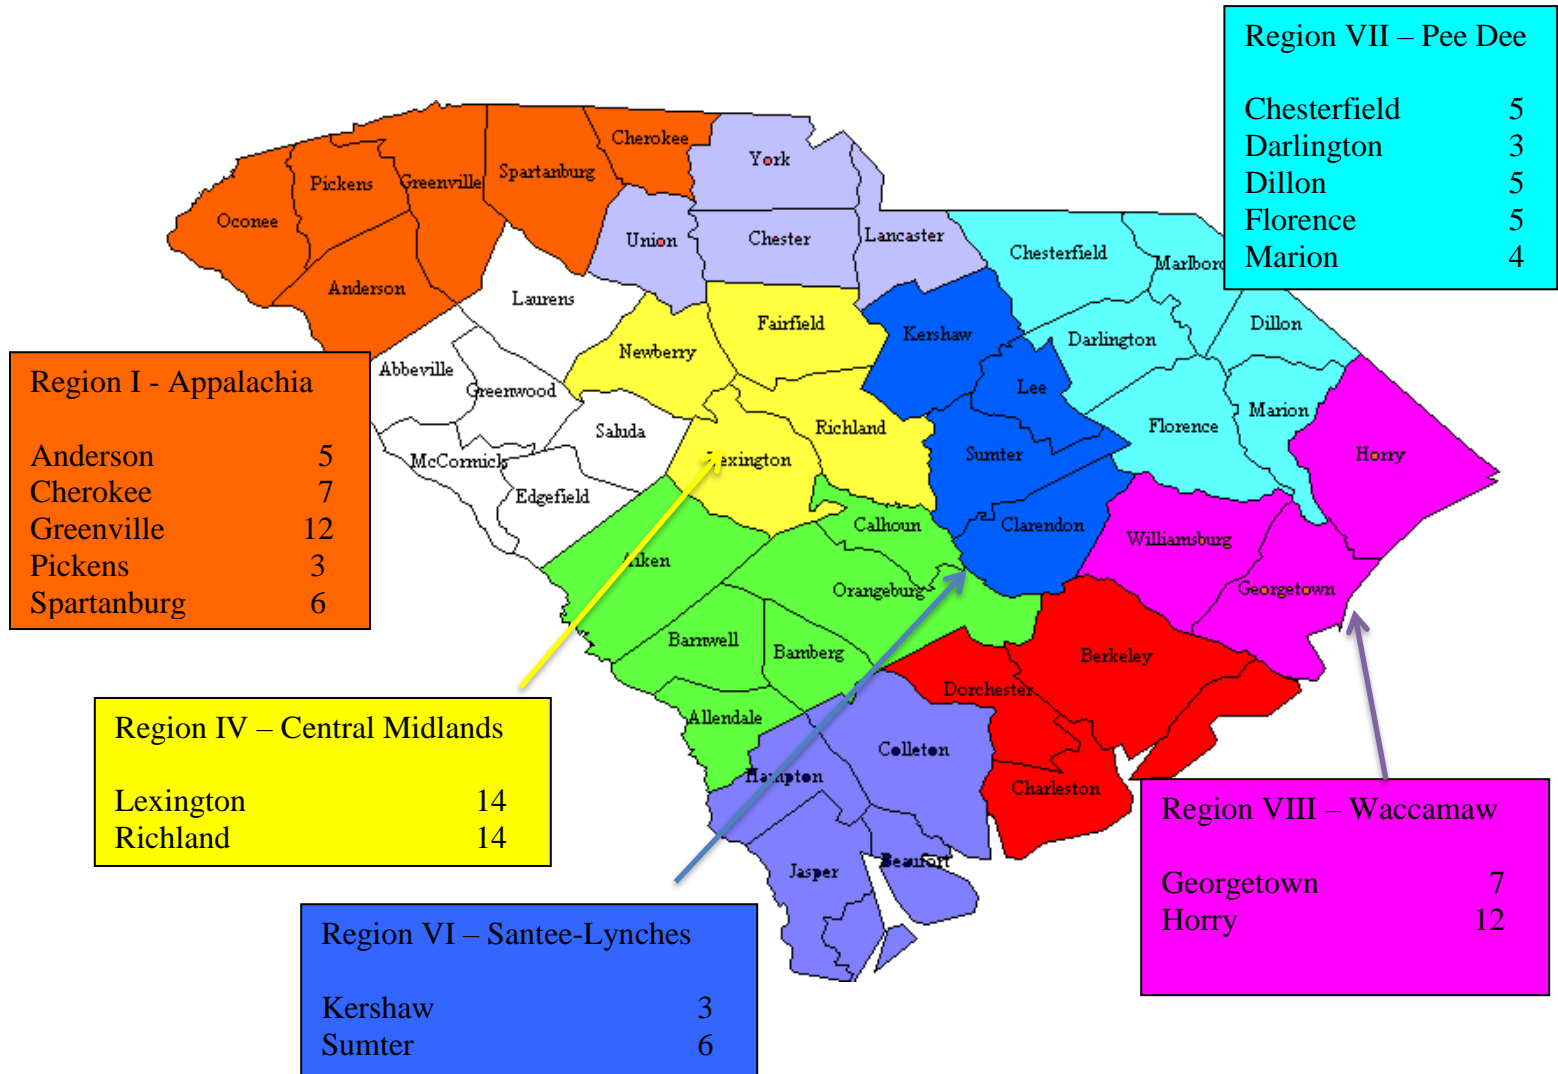 Region VII – Pee Dee
Chesterfield 5
Darlington 3
Dillon 5
Florence 5
Marion 4
Cherokee
York
Pickens
Greenville
Spartanburg
Oconee
Union
Chester
Lancaster
Chesterfield
Marlboro
Anderson
Laurens
Fairfield
Kershaw
Darlington
Dillon
Newberry
Abbeville
Greenwood
Lee
Marion
Florence
Saluda
Richland
Horry
McCormick
Lexington
Sumter
Edgefield
Calhoun
Clarendon
Williamsburg
Aiken
Orangeburg
Georgetown
Barnwell
Bamberg
Berkeley
Dorchester
Allendale
Colleton
Hampton
Charleston
Jasper
Beaufort
Region I - Appalachia
Anderson 5
Cherokee 7
Greenville 12
Pickens 3
Spartanburg 6
Region IV – Central Midlands
Lexington 14
Richland 14
Region VI – Santee-Lynches
Kershaw 3
Sumter 6
Region VIII – Waccamaw
Georgetown 7
Horry 12